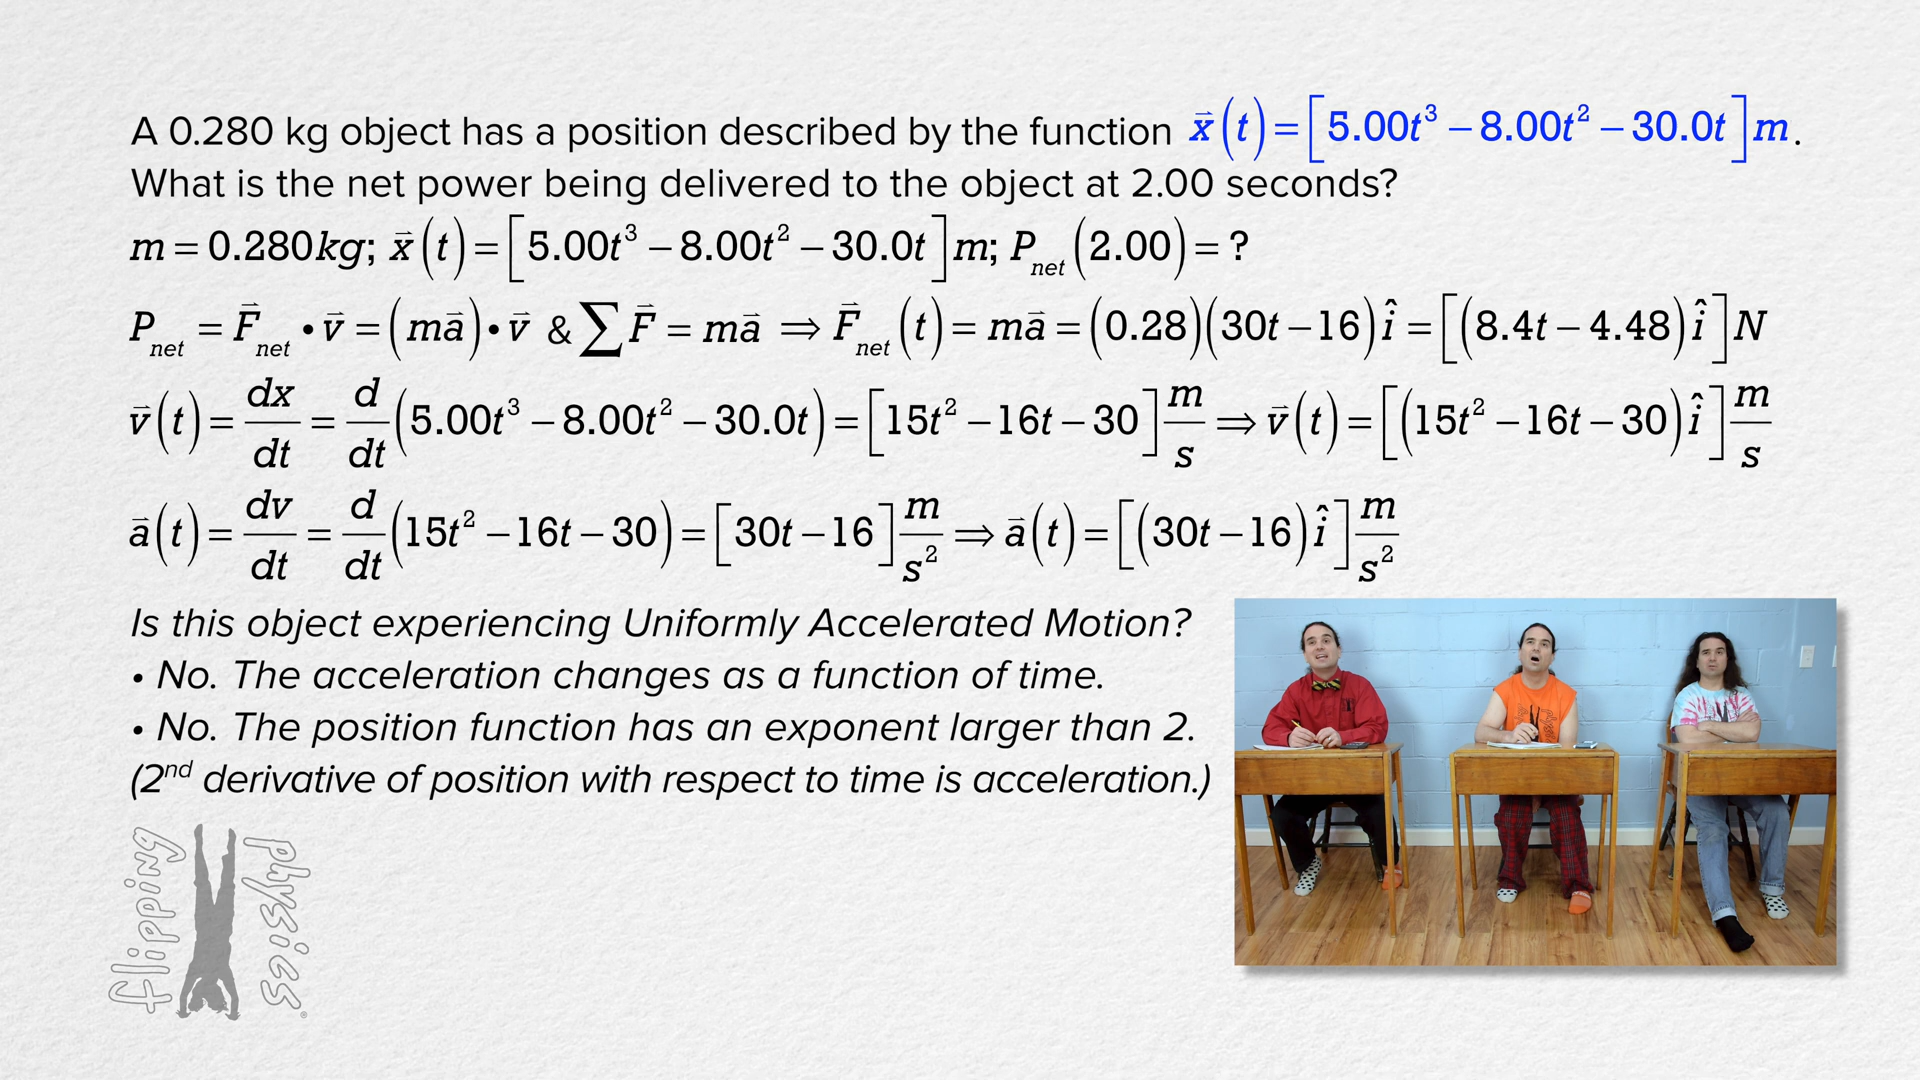 A 0.280 kg object has a position described by the function x⃗(t) = [5.00t³ – 8.00t² – 30.0t]m.
What is the net power being delivered to the object at 2.00 seconds?
m = 0.280kg; x⃗(t) = [5.00t³ – 8.00t² – 30.0t]m; P_net(2.00) = ?
P_net = F⃗_net • v⃗ = (ma⃗) • v⃗ & ∑F⃗ = ma⃗ ⇒ F⃗_net(t) = ma⃗ = (0.28)(30t – 16)î = [(8.4t – 4.48)î]N
v⃗(t) = dx/dt = d/dt(5.00t³ – 8.00t² – 30.0t) = [15t² – 16t – 30] m/s ⇒ v⃗(t) = [(15t² – 16t – 30)î] m/s
a⃗(t) = dv/dt = d/dt(15t² – 16t – 30) = [30t – 16] m/s² ⇒ a⃗(t) = [(30t – 16)î] m/s²
Is this object experiencing Uniformly Accelerated Motion?
• No. The acceleration changes as a function of time.
• No. The position function has an exponent larger than 2.
(2nd derivative of position with respect to time is acceleration.)
flipping
physics